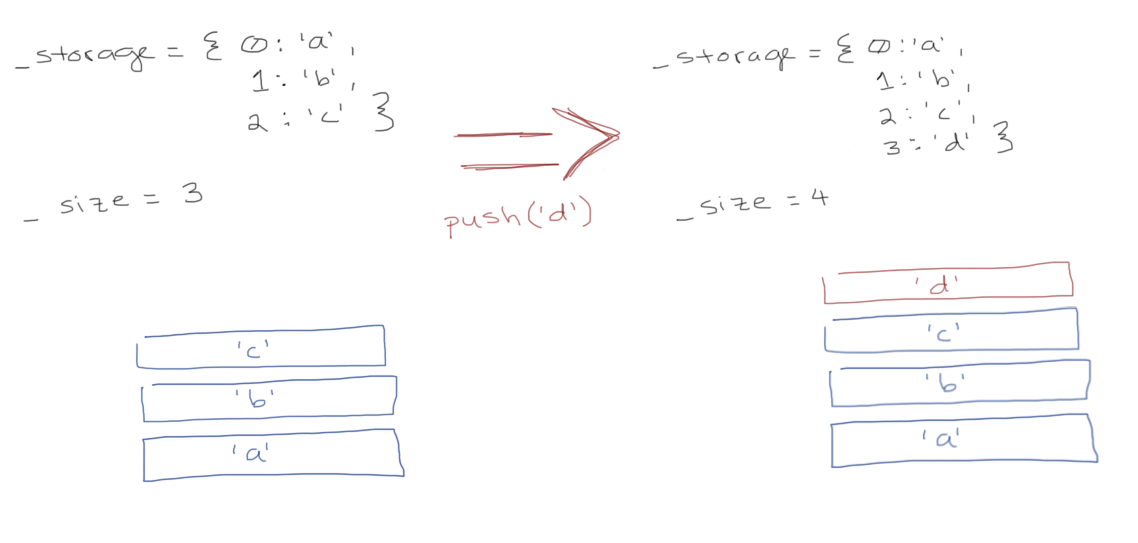 _storage = { 0: 'a',
1: 'b',
2: 'c' }
_size = 3
push('d')
_storage = { 0: 'a',
1: 'b',
2: 'c',
3: 'd' }
_size = 4
'c'
'b'
'a'
'd'
'c'
'b'
'a'